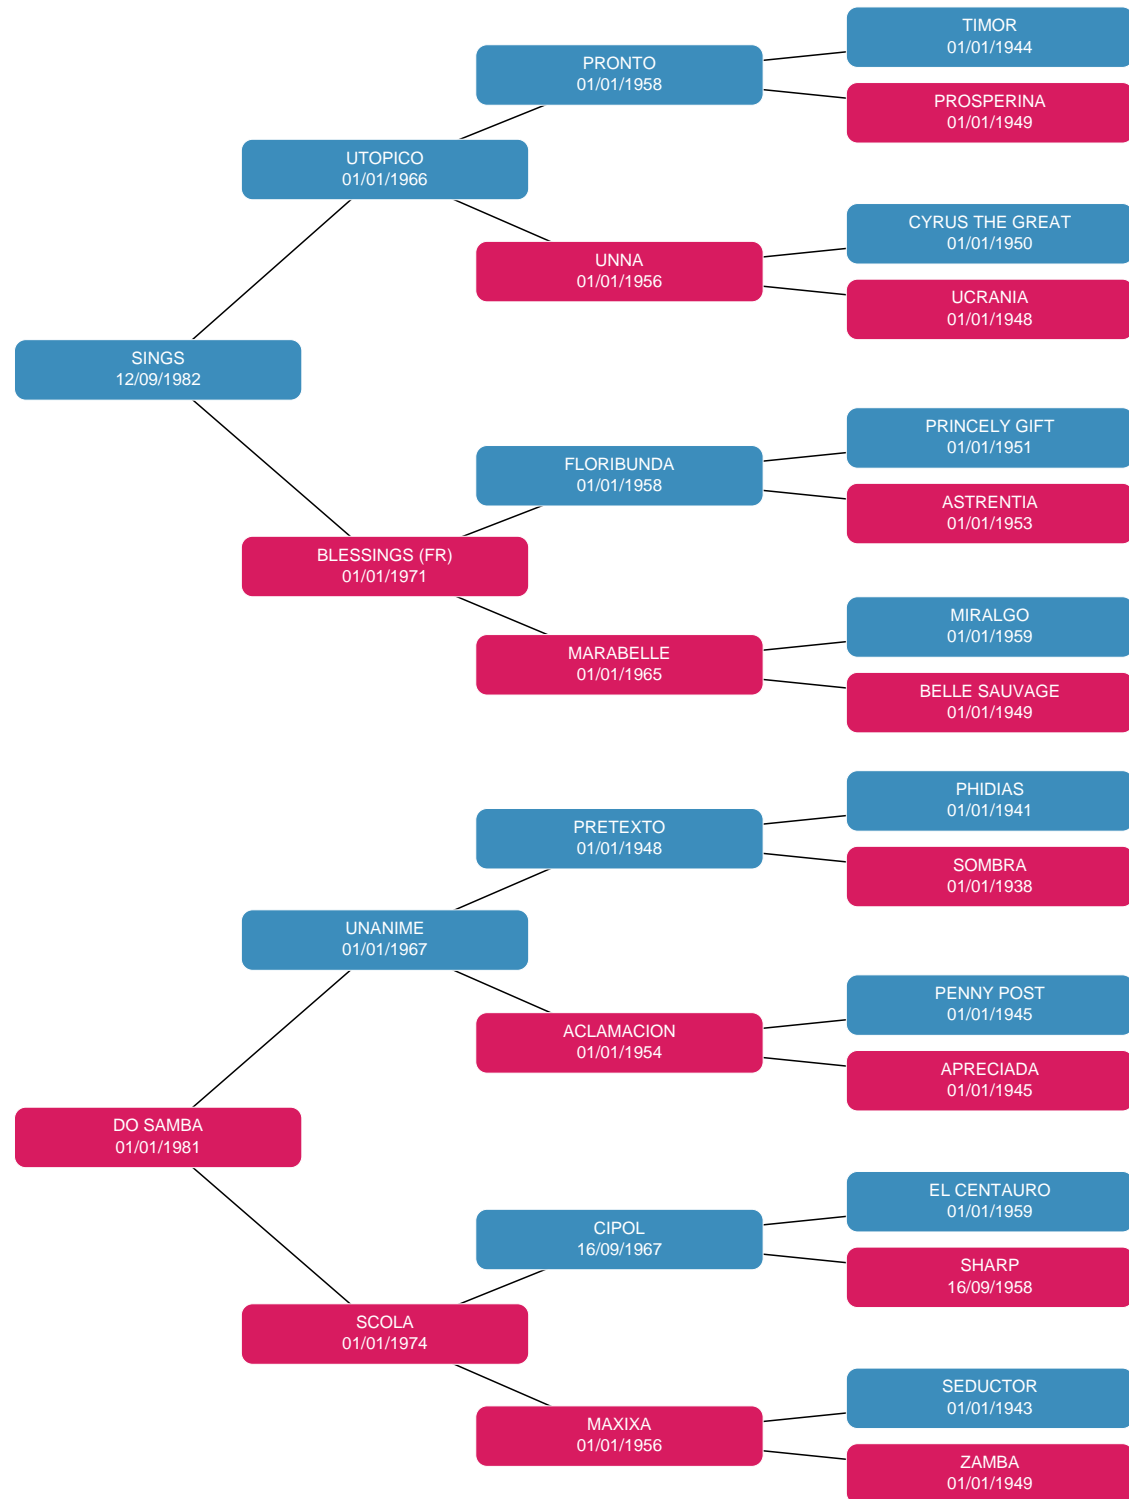 TIMOR
01/01/1944
PRONTO
01/01/1958
PROSPERINA
01/01/1949
UTOPICO
01/01/1966
CYRUS THE GREAT
01/01/1950
UNNA
01/01/1956
UCRANIA
01/01/1948
SINGS
12/09/1982
PRINCELY GIFT
01/01/1951
FLORIBUNDA
01/01/1958
ASTRENTIA
01/01/1953
BLESSINGS (FR)
01/01/1971
MIRALGO
01/01/1959
MARABELLE
01/01/1965
BELLE SAUVAGE
01/01/1949
PHIDIAS
01/01/1941
PRETEXTO
01/01/1948
SOMBRA
01/01/1938
UNANIME
01/01/1967
PENNY POST
01/01/1945
ACLAMACION
01/01/1954
APRECIADA
01/01/1945
DO SAMBA
01/01/1981
EL CENTAURO
01/01/1959
CIPOL
16/09/1967
SHARP
16/09/1958
SCOLA
01/01/1974
SEDUCTOR
01/01/1943
MAXIXA
01/01/1956
ZAMBA
01/01/1949